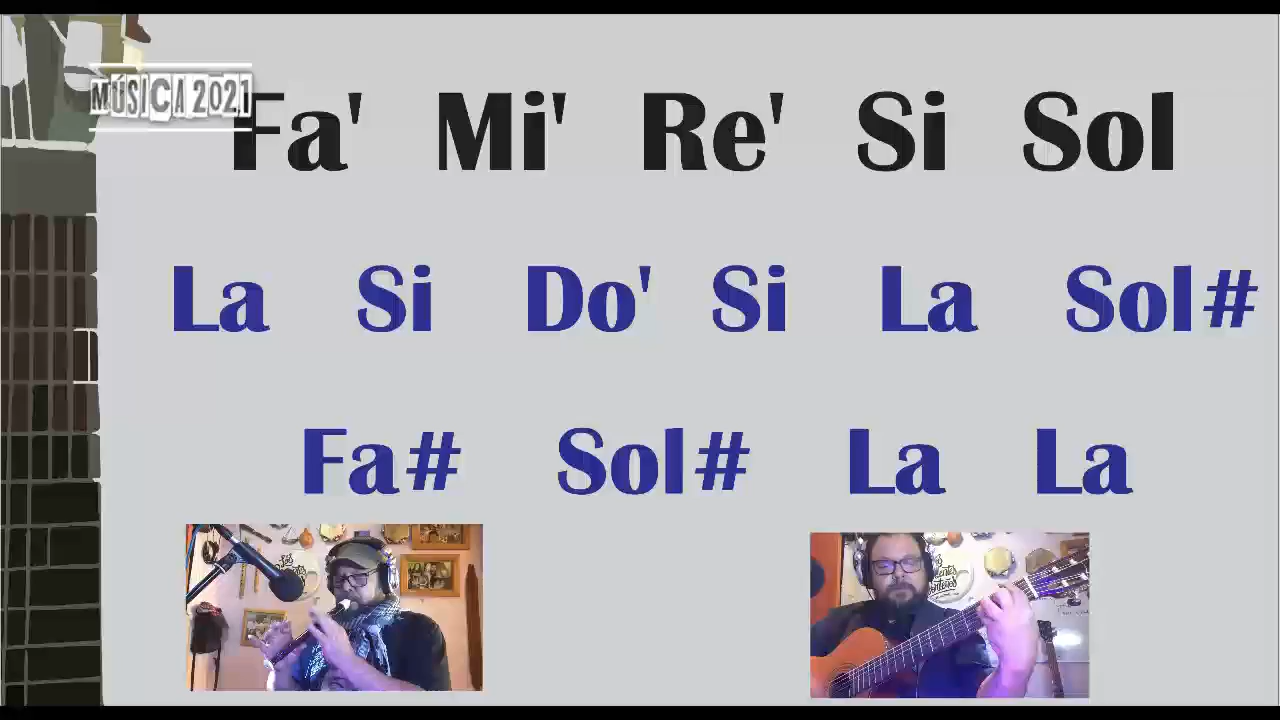 MÚSICA 2021
Fa' Mi' Re' Si Sol
La Si Do' Si La Sol#
Fa# Sol# La La